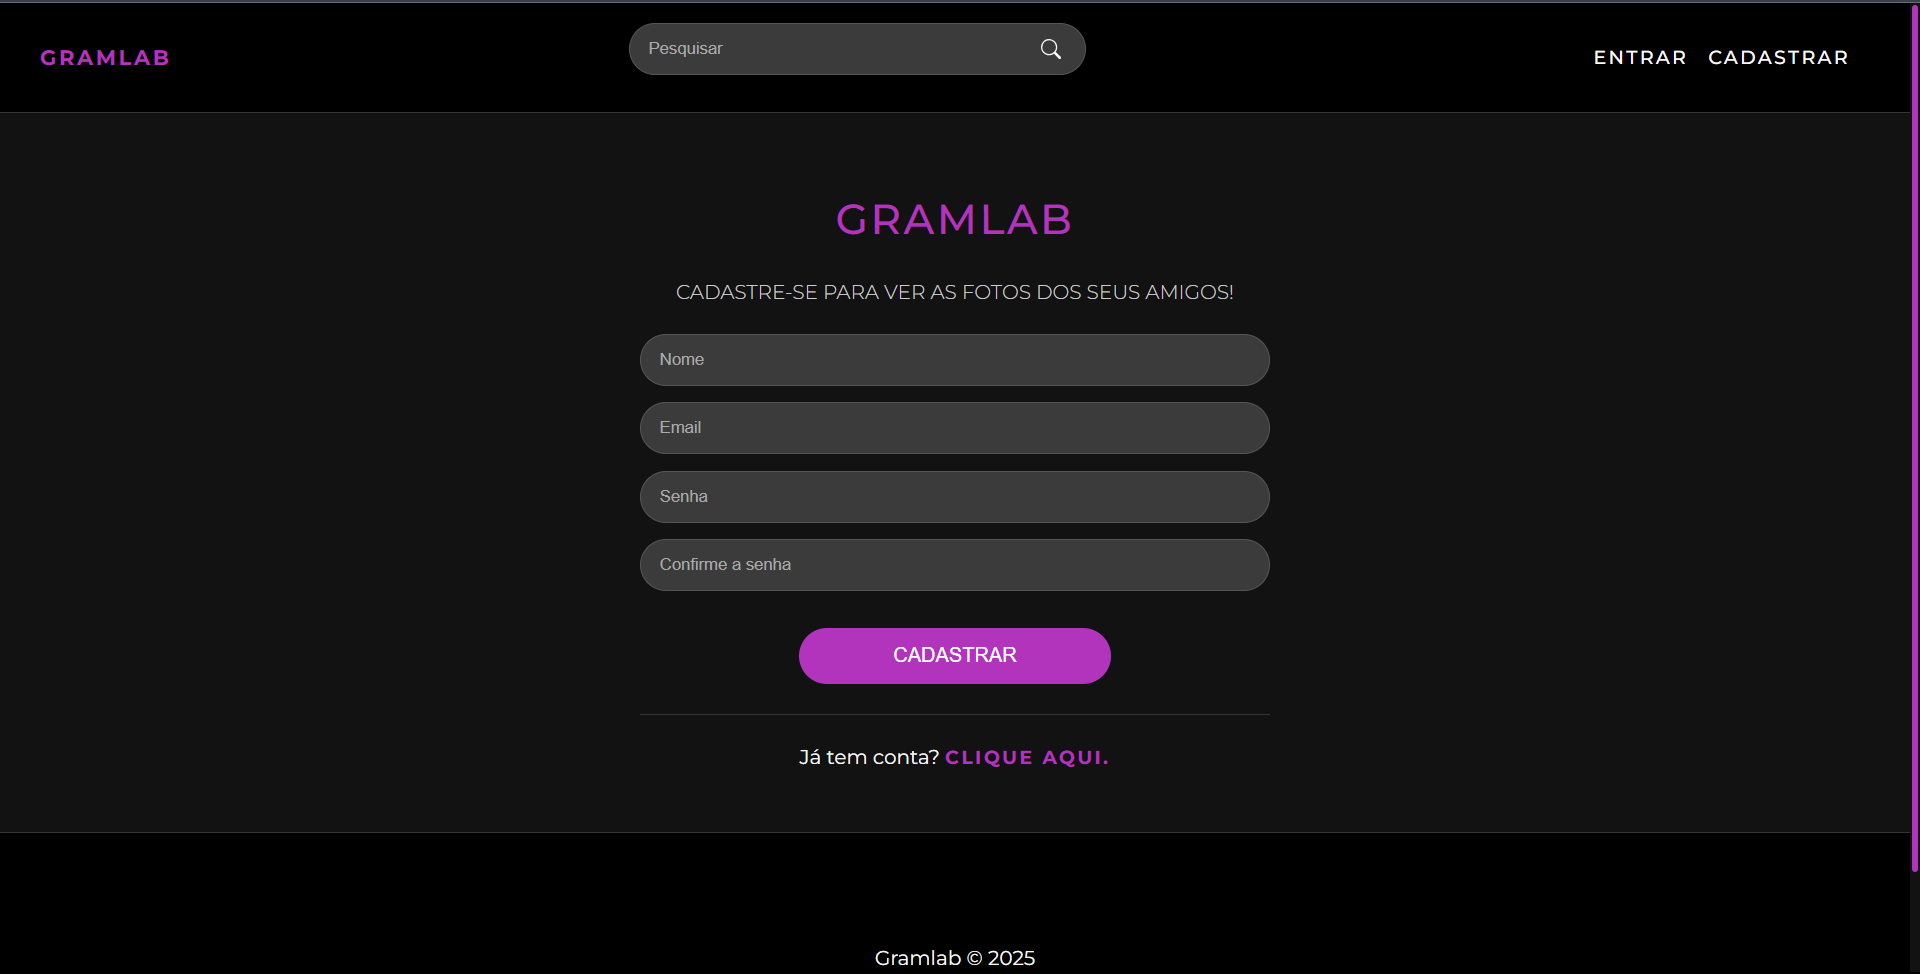 GRAMLAB
Pesquisar
ENTRAR CADASTRAR
GRAMLAB
CADASTRE-SE PARA VER AS FOTOS DOS SEUS AMIGOS!
Nome
Email
Senha
Confirme a senha
CADASTRAR
Já tem conta? CLIQUE AQUI.
Gramlab © 2025